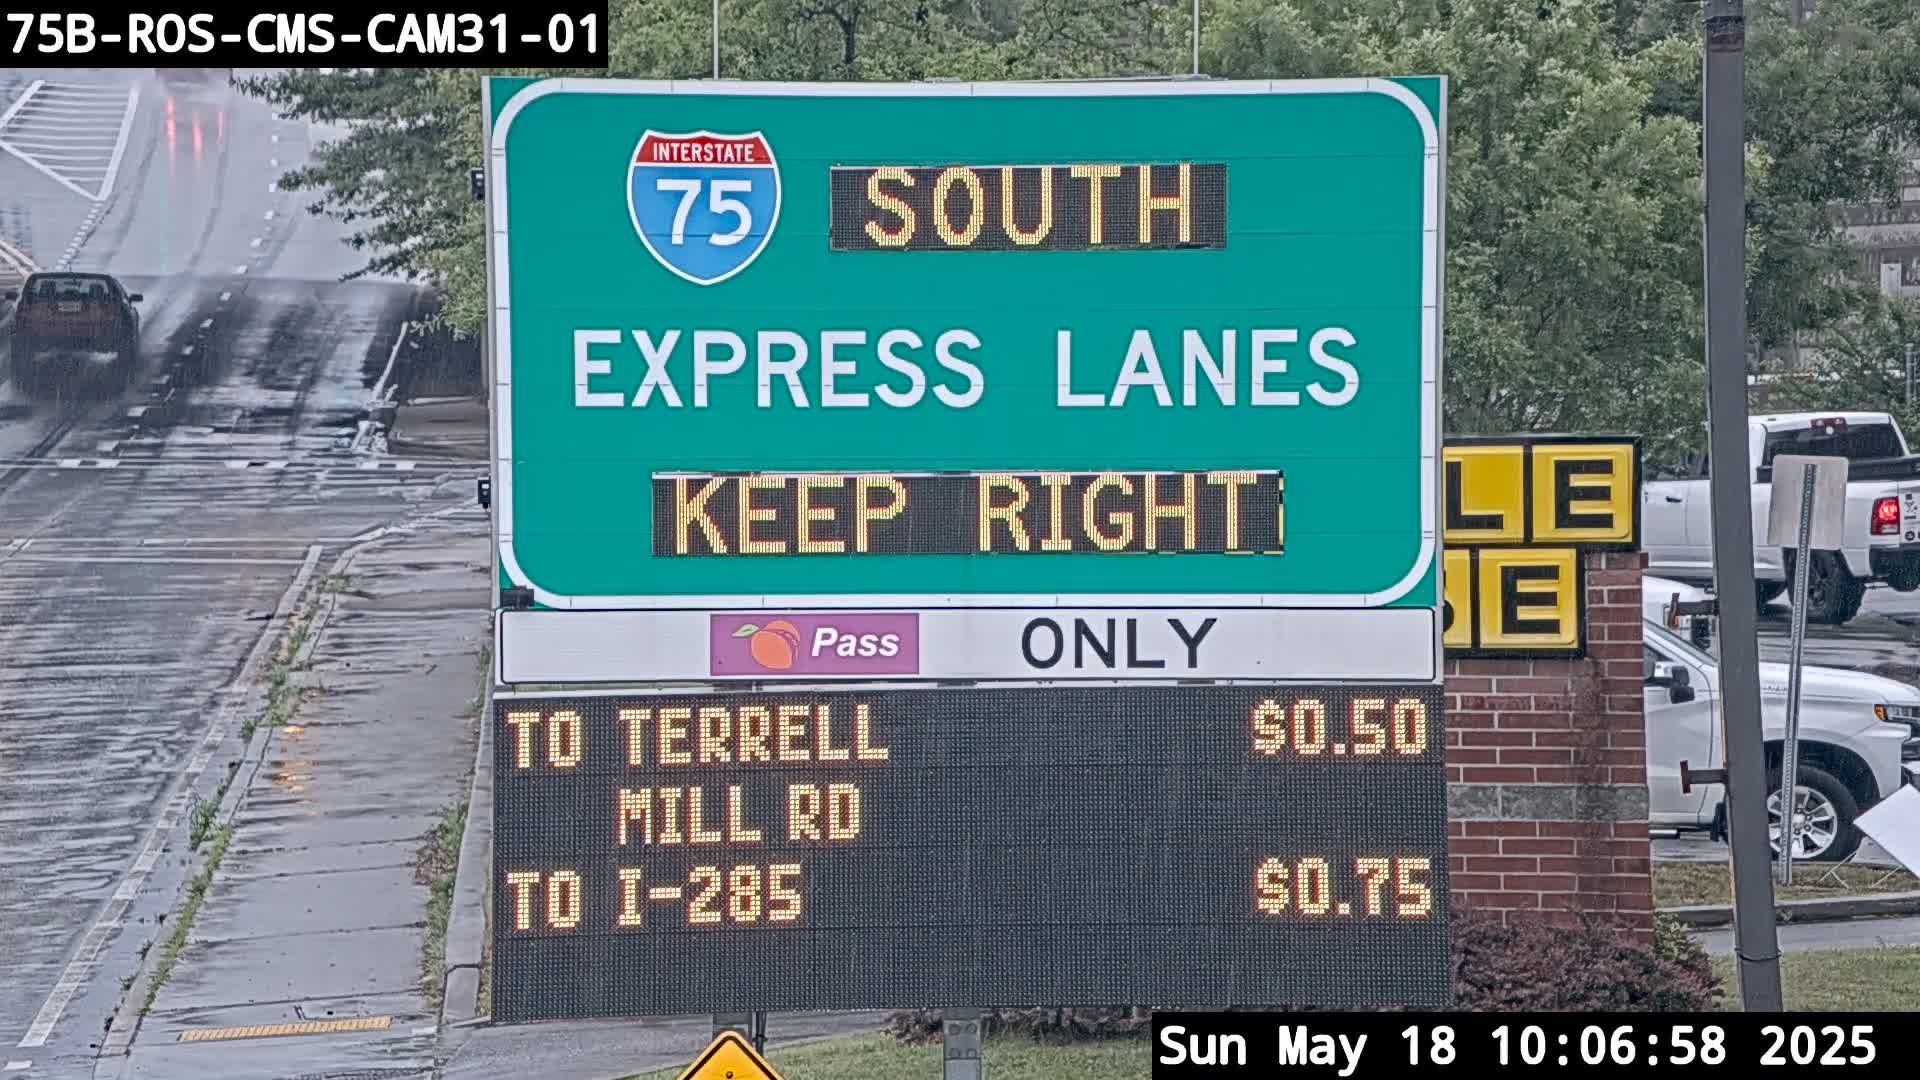 75B-ROS-CMS-CAM31-01
INTERSTATE
75
SOUTH
EXPRESS LANES
KEEP RIGHT
Pass ONLY
TO TERRELL $0.50
MILL RD
TO I-285 $0.75
LE
E
Sun May 18 10:06:58 2025